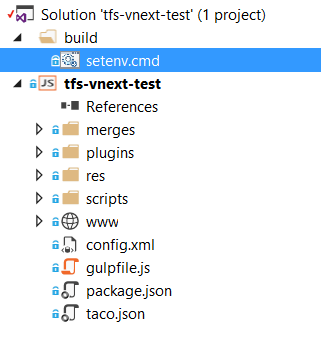 Solution 'tfs-vnext-test' (1 project)
build
setenv.cmd
JS tfs-vnext-test
References
merges
plugins
res
scripts
www
config.xml
gulpfile.js
package.json
taco.json